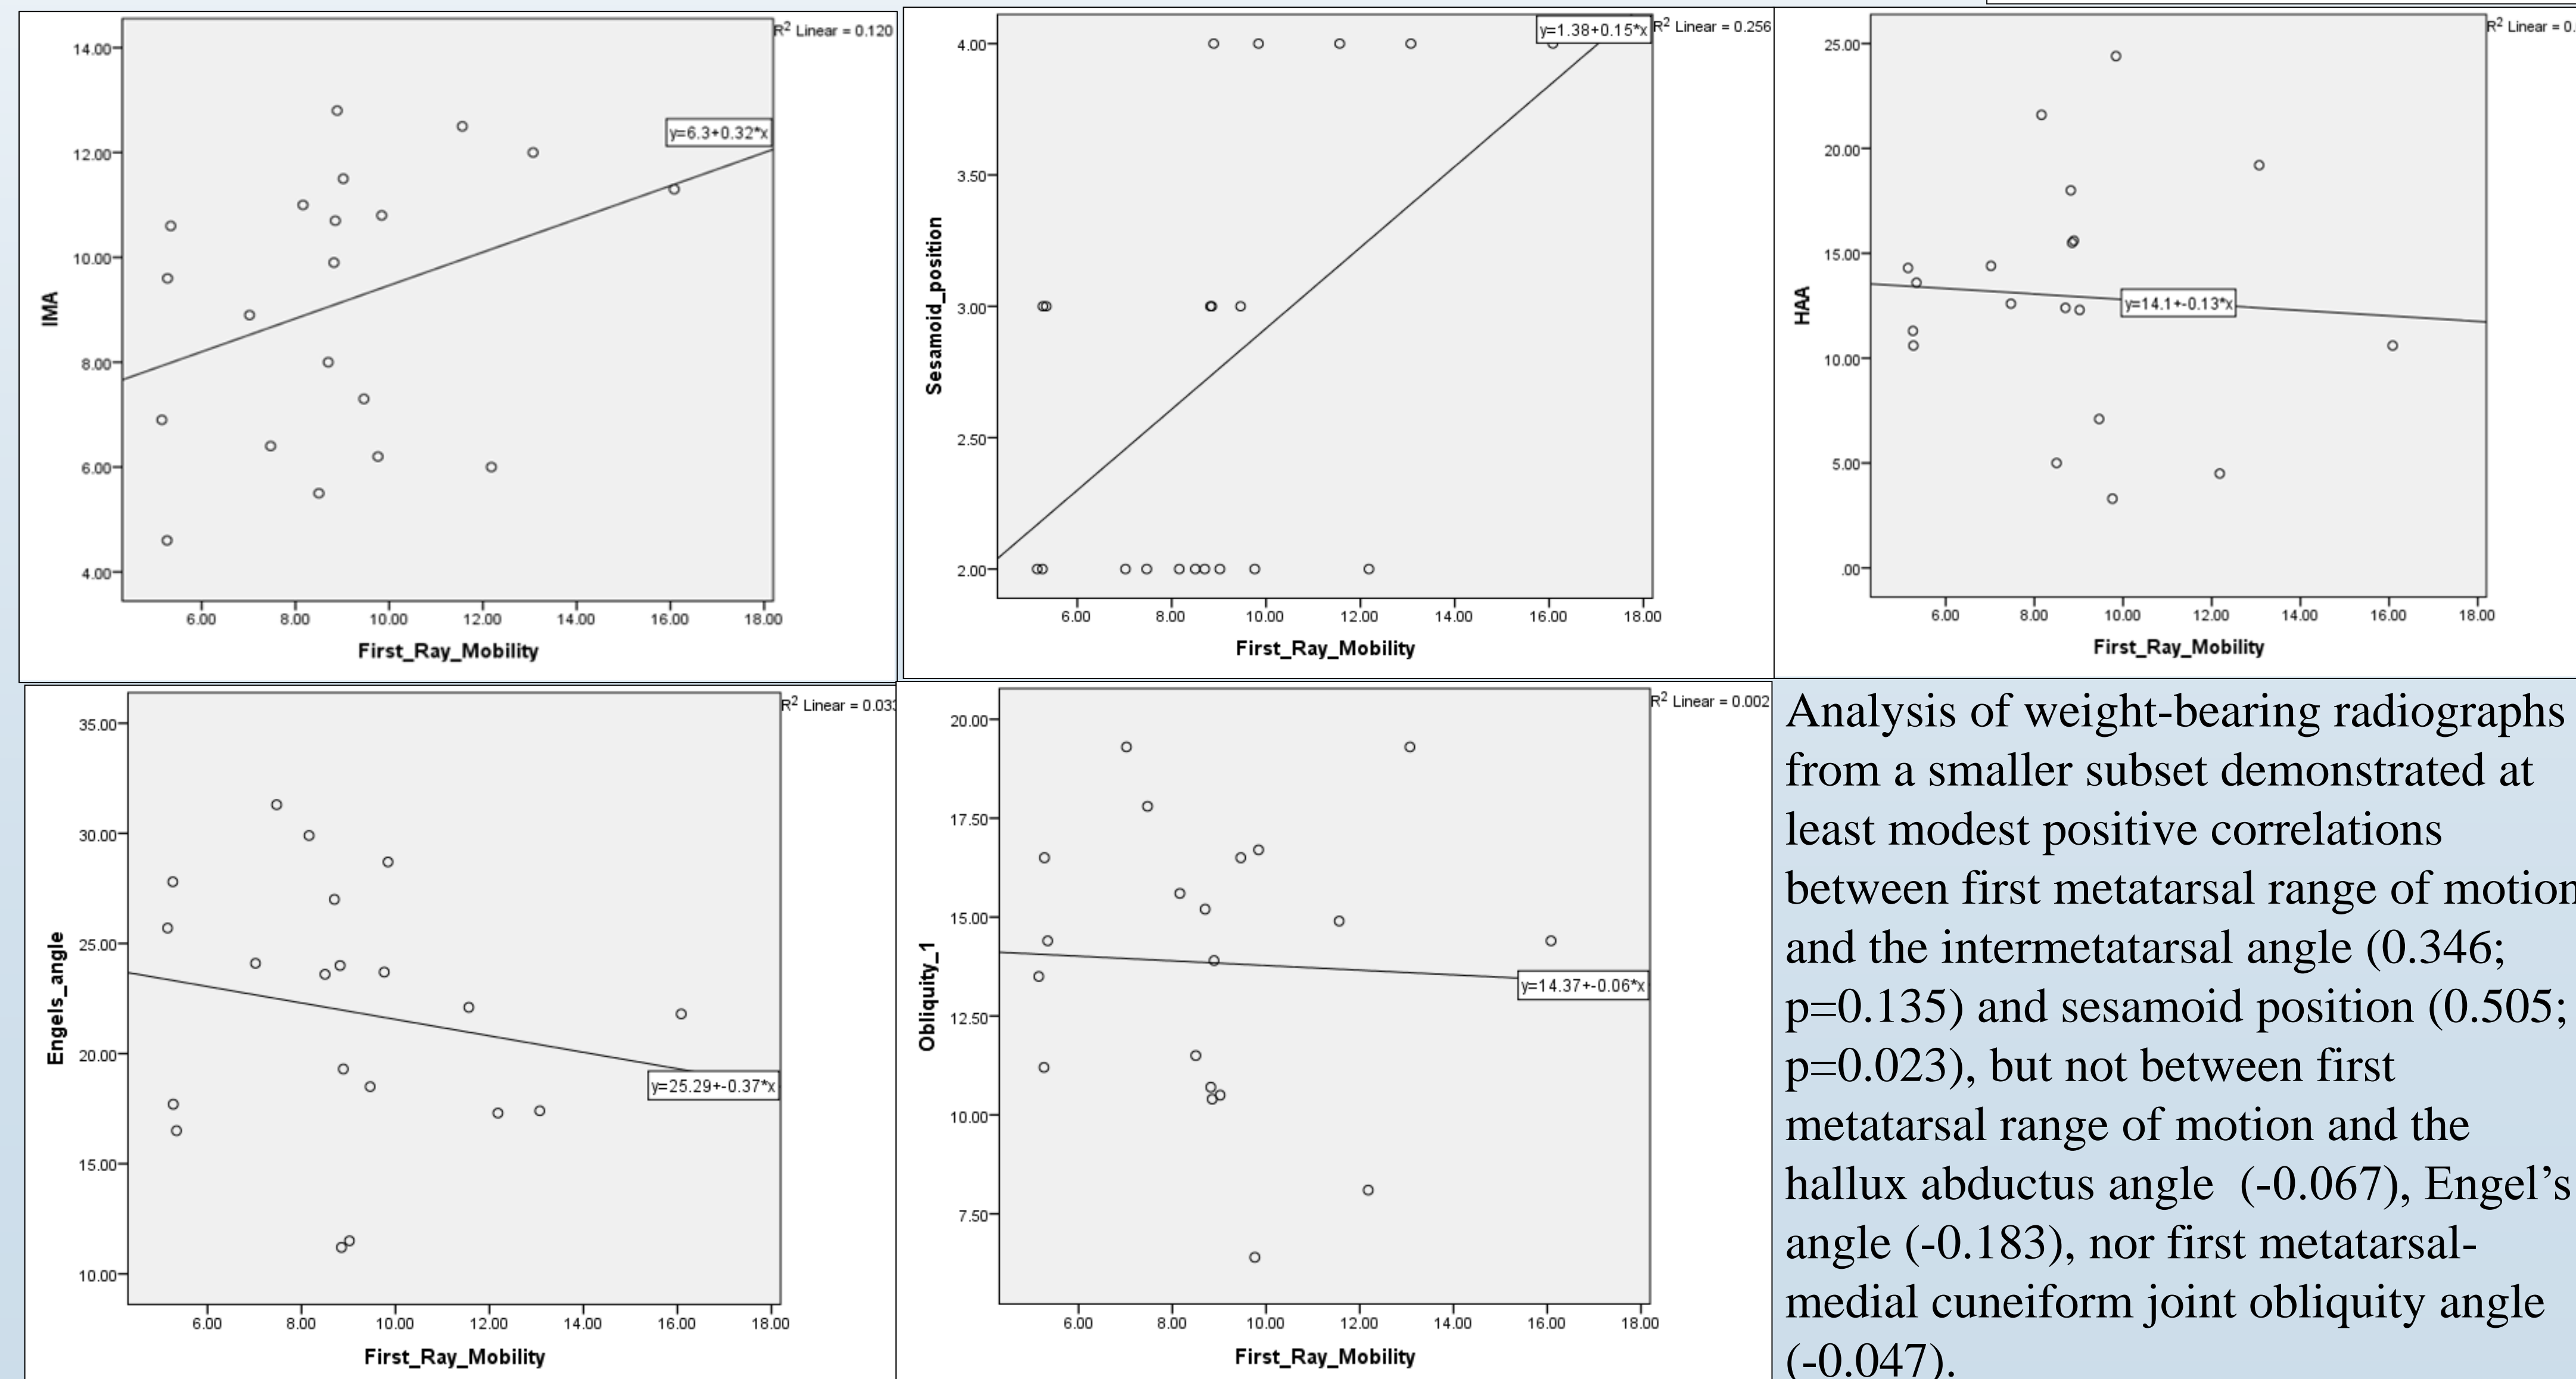 R² Linear = 0.120
14.00
12.00
10.00
8.00
6.00
4.00
IMA
y=6.3+0.32*x
6.00 8.00 10.00 12.00 14.00 16.00 18.00
First_Ray_Mobility
R² Linear = 0.256
y=1.38+0.15*x
4.00
3.50
3.00
2.50
2.00
Sesamoid_position
6.00 8.00 10.00 12.00 14.00 16.00 18.00
First_Ray_Mobility
R² Linear = 0.
25.00
20.00
15.00
10.00
5.00
.00
HAA
y=14.1+-0.13*x
6.00 8.00 10.00 12.00 14.00 16.00 18.00
First_Ray_Mobility
R² Linear = 0.033
35.00
30.00
25.00
20.00
15.00
10.00
Engels_angle
y=25.29+-0.37*x
6.00 8.00 10.00 12.00 14.00 16.00 18.00
First_Ray_Mobility
R² Linear = 0.002
20.00
17.50
15.00
12.50
10.00
7.50
Obliquity_1
y=14.37+-0.06*x
6.00 8.00 10.00 12.00 14.00 16.00 18.00
First_Ray_Mobility
Analysis of weight-bearing radiographs
from a smaller subset demonstrated at
least modest positive correlations
between first metatarsal range of motion
and the intermetatarsal angle (0.346;
p=0.135) and sesamoid position (0.505;
p=0.023), but not between first
metatarsal range of motion and the
hallux abductus angle (-0.067), Engel’s
angle (-0.183), nor first metatarsal-
medial cuneiform joint obliquity angle
(-0.047).